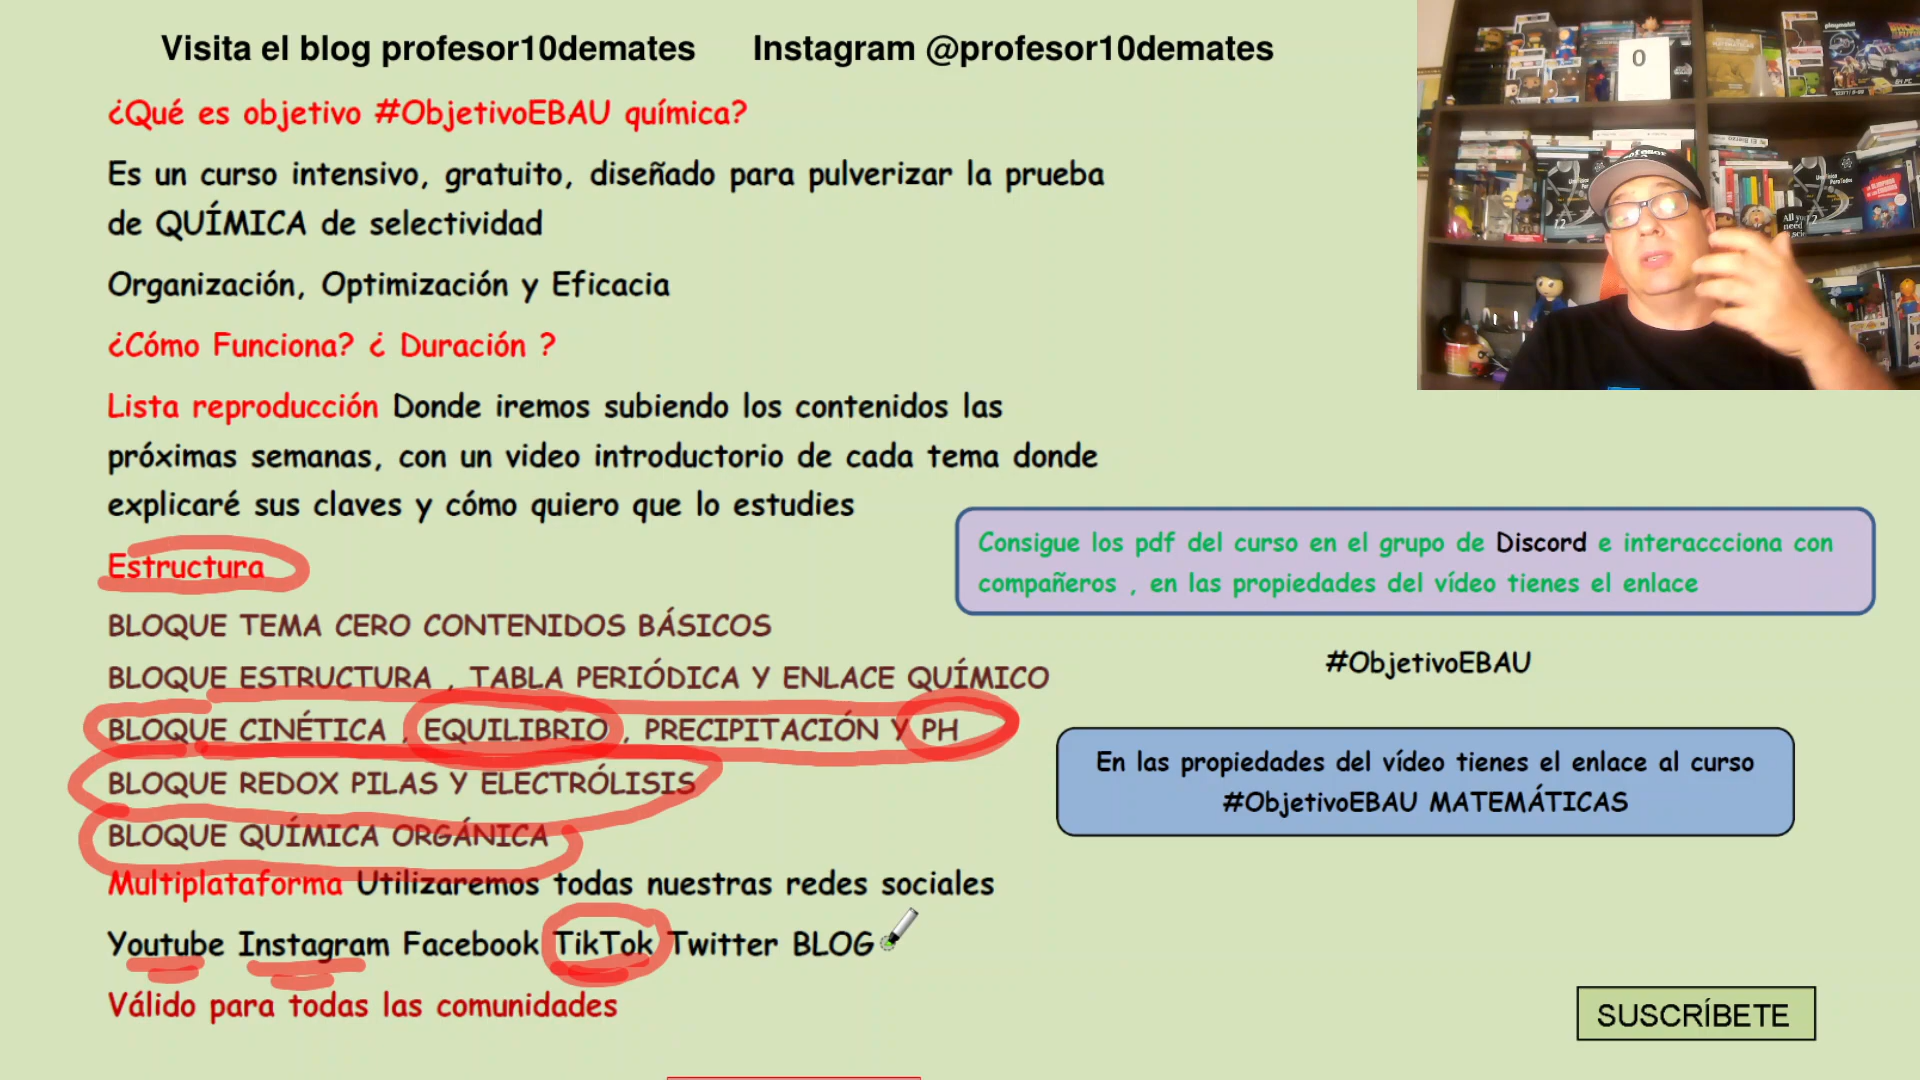 Visita el blog profesor10demates Instagram @profesor10demates
¿Qué es objetivo #ObjetivoEBAU química?
Es un curso intensivo, gratuito, diseñado para pulverizar la prueba
de QUÍMICA de selectividad
Organización, Optimización y Eficacia
¿Cómo Funciona? ¿ Duración ?
Lista reproducción Donde iremos subiendo los contenidos las
próximas semanas, con un video introductorio de cada tema donde
explicaré sus claves y cómo quiero que lo estudies
Estructura
BLOQUE TEMA CERO CONTENIDOS BÁSICOS
BLOQUE ESTRUCTURA , TABLA PERIÓDICA Y ENLACE QUÍMICO
BLOQUE CINÉTICA , EQUILIBRIO , PRECIPITACIÓN Y PH
BLOQUE REDOX PILAS Y ELECTRÓLISIS
BLOQUE QUÍMICA ORGÁNICA
Multiplataforma Utilizaremos todas nuestras redes sociales
Youtube Instagram Facebook TikTok Twitter BLOG
Válido para todas las comunidades
Consigue los pdf del curso en el grupo de Discord e interaccciona con
compañeros , en las propiedades del vídeo tienes el enlace
#ObjetivoEBAU
En las propiedades del vídeo tienes el enlace al curso
#ObjetivoEBAU MATEMÁTICAS
SUSCRÍBETE
0